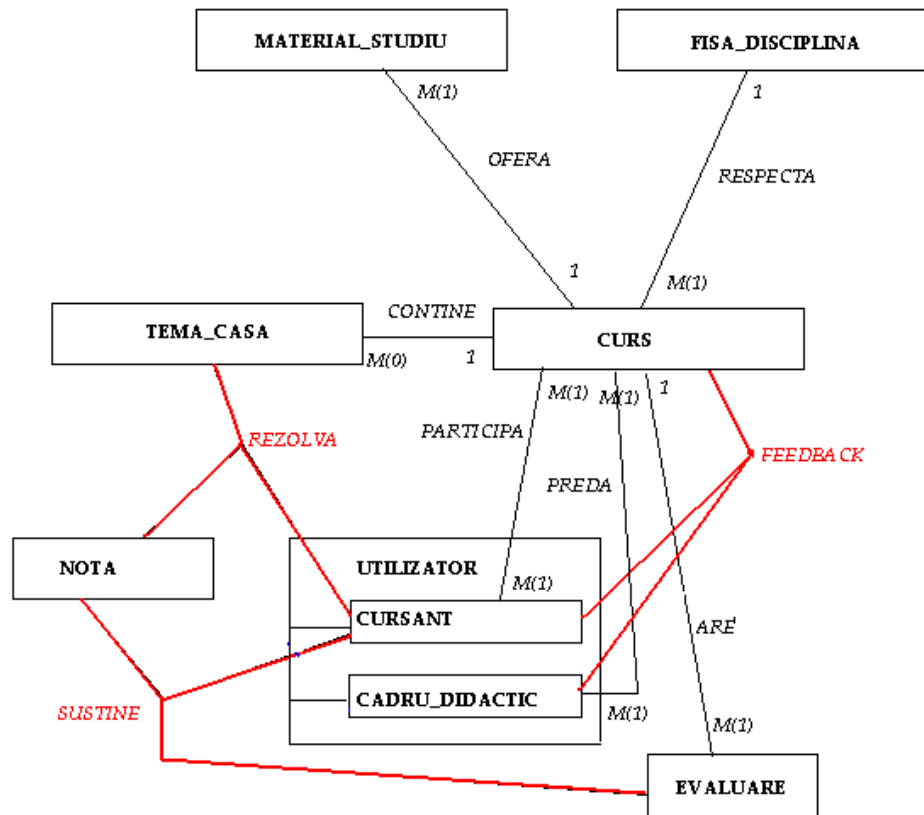 MATERIAL_STUDIU
FISA_DISCIPLINA
M(1)
1
OFERA
RESPECTA
1
M(1)
CONTINE
TEMA_CASA
CURS
M(0)
1
M(1)
M(1)
1
PARTICIPA
REZOLVA
FEEDBACK
PREDA
NOTA
UTILIZATOR
M(1)
CURSANT
ARE
CADRU_DIDACTIC
SUSTINE
M(1)
M(1)
EVALUARE